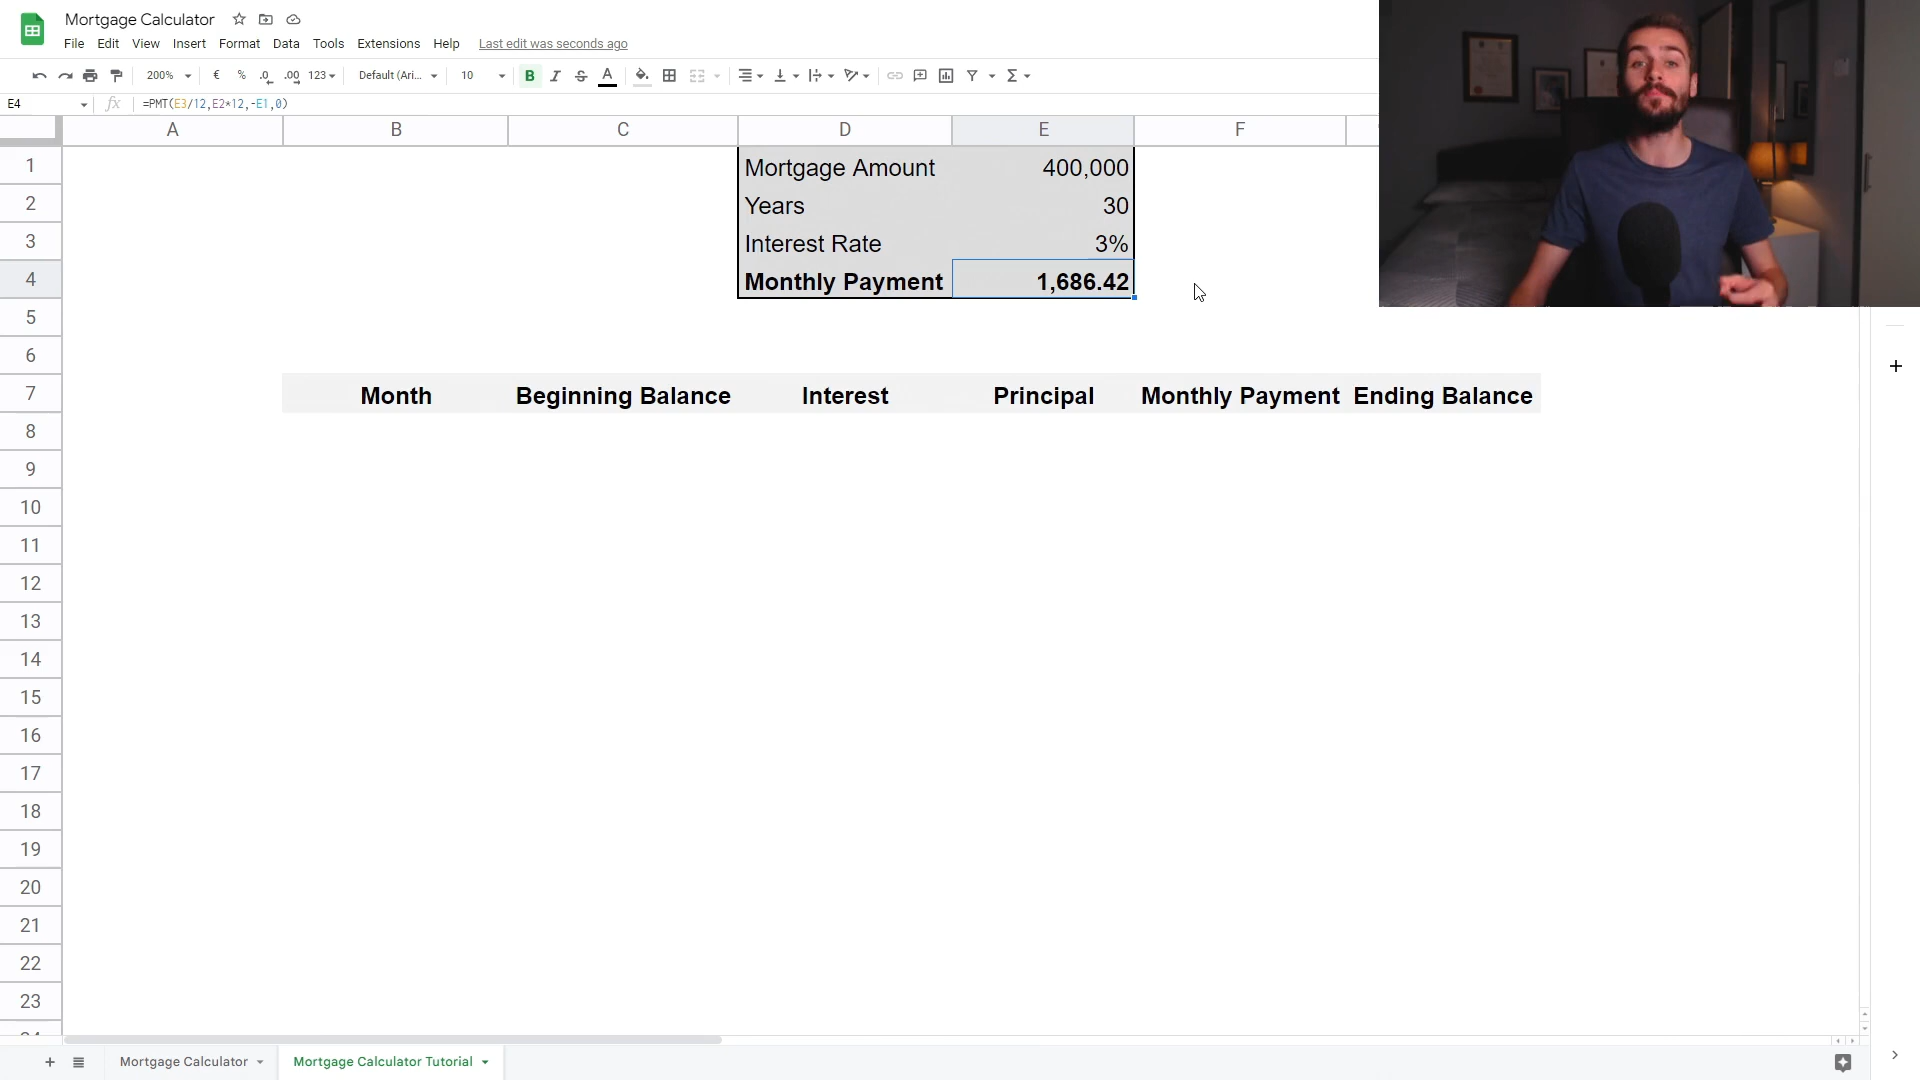 Mortgage Calculator
File Edit View Insert Format Data Tools Extensions Help Last edit was seconds ago
200% € % .0 .00 123 Default (Ari... 10 B I S A Σ
E4 fx =PMT(E3/12,E2*12,-E1,0)
A B C D E F
1 Mortgage Amount 400,000
2 Years 30
3 Interest Rate 3%
4 Monthly Payment 1,686.42
5
6
7 Month Beginning Balance Interest Principal Monthly Payment Ending Balance
8
9
10
11
12
13
14
15
16
17
18
19
20
21
22
23
Mortgage Calculator Mortgage Calculator Tutorial